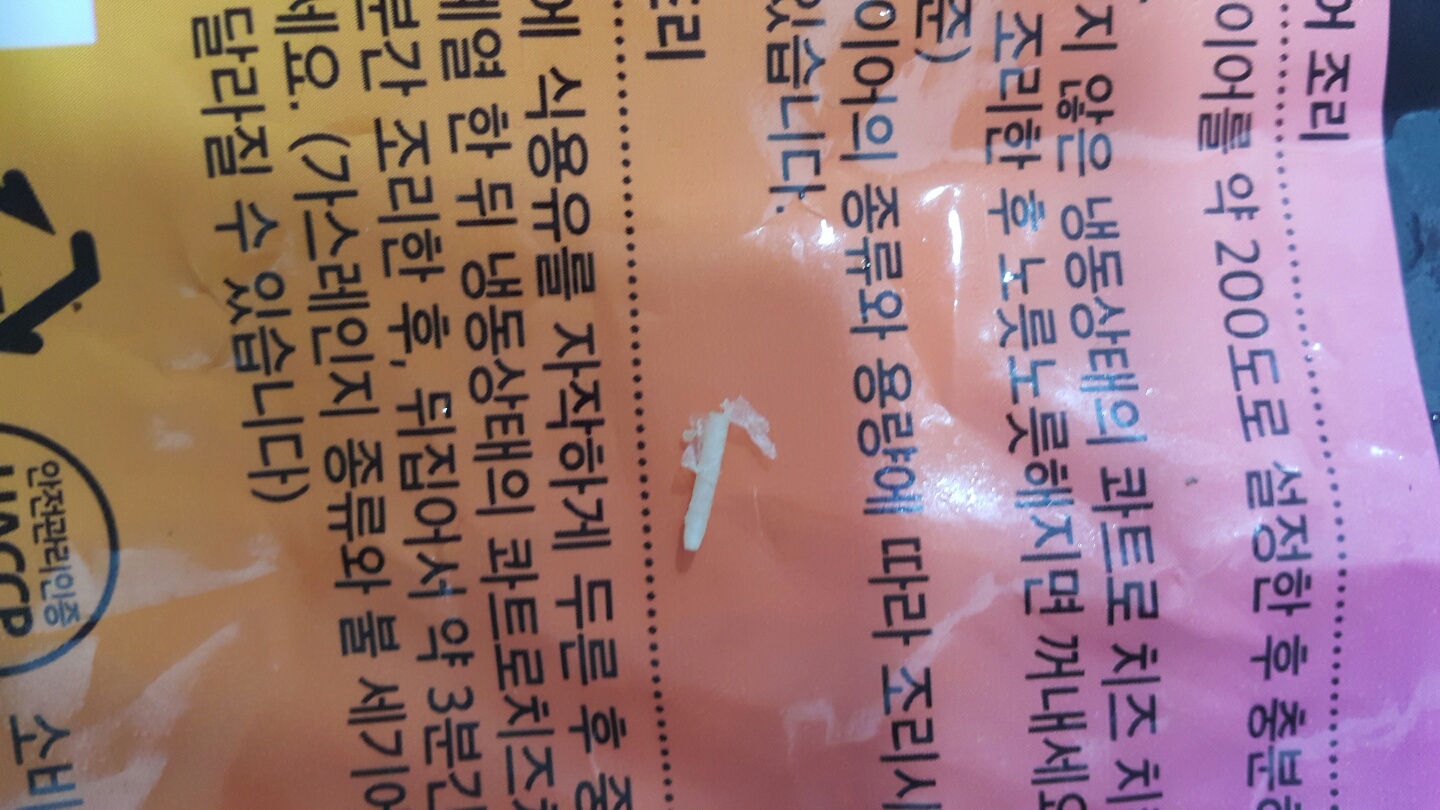 어 조리
이어를 약 200도로 설정한 후 충분
지 않은 냉동상태의 콰트로 치즈 치
조리한 후 노릇노릇해지면 꺼내세요
준)
이어의 종류와 용량에 따라 조리시
있습니다.
리
에 식용유를 자작하게 두른 후 중
예열 한 뒤 냉동상태의 콰트로치즈
분간 조리한 후, 뒤집어서 약 3분간
세요. (가스레인지 종류와 불 세기에
달라질 수 있습니다)
안전관리인증
HACCP
소비